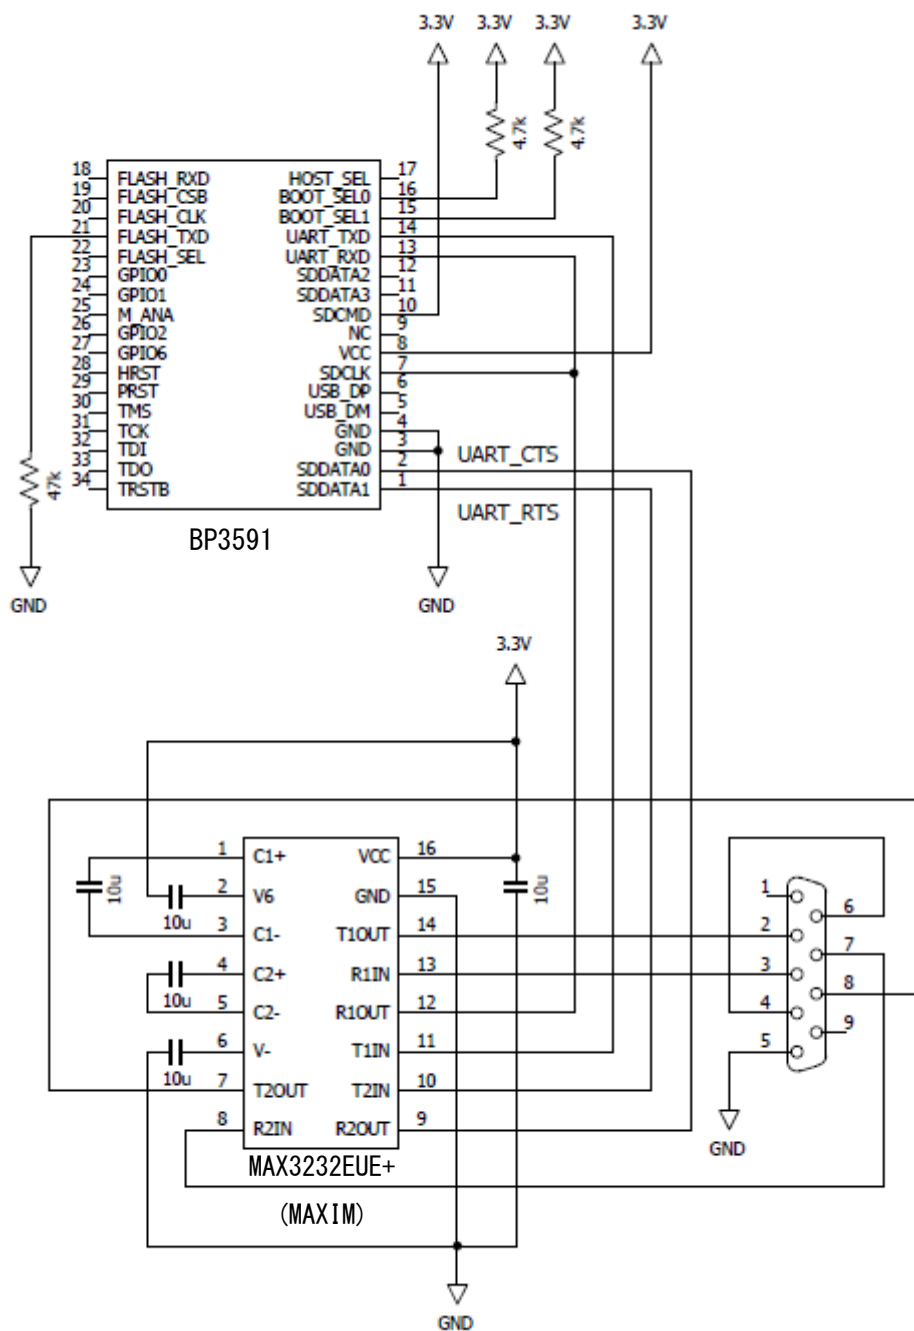 3.3V 3.3V 3.3V 3.3V
4.7k 4.7k
18 FLASH_RXD HOST_SEL 17
19 FLASH_CSB BOOT_SEL0 16
20 FLASH_CLK BOOT_SEL1 15
21 FLASH_TXD UART_TXD 14
22 FLASH_SEL UART_RXD 13
23 GPIO0 SDDATA2 12
24 GPIO1 SDDATA3 11
25 M_ANA SDCMD 10
26 GPIO2 NC 9
27 GPIO6 VCC 8
28 HRST SDCLK 7
29 PRST USB_DP 6
30 TMS USB_DM 5
31 TCK GND 4
32 TDI GND 3
33 TDO SDDATA0 2
34 TRSTB SDDATA1 1
UART_CTS
UART_RTS
47k
BP3591
GND GND
3.3V
1 C1+ VCC 16
2 V6 GND 15
3 C1- T1OUT 14
4 C2+ R1IN 13
5 C2- R1OUT 12
6 V- T1IN 11
7 T2OUT T2IN 10
8 R2IN R2OUT 9
10u
10u
10u
10u
10u
1
6
2
7
3
8
4
9
5
GND
MAX3232EUE+
(MAXIM)
GND